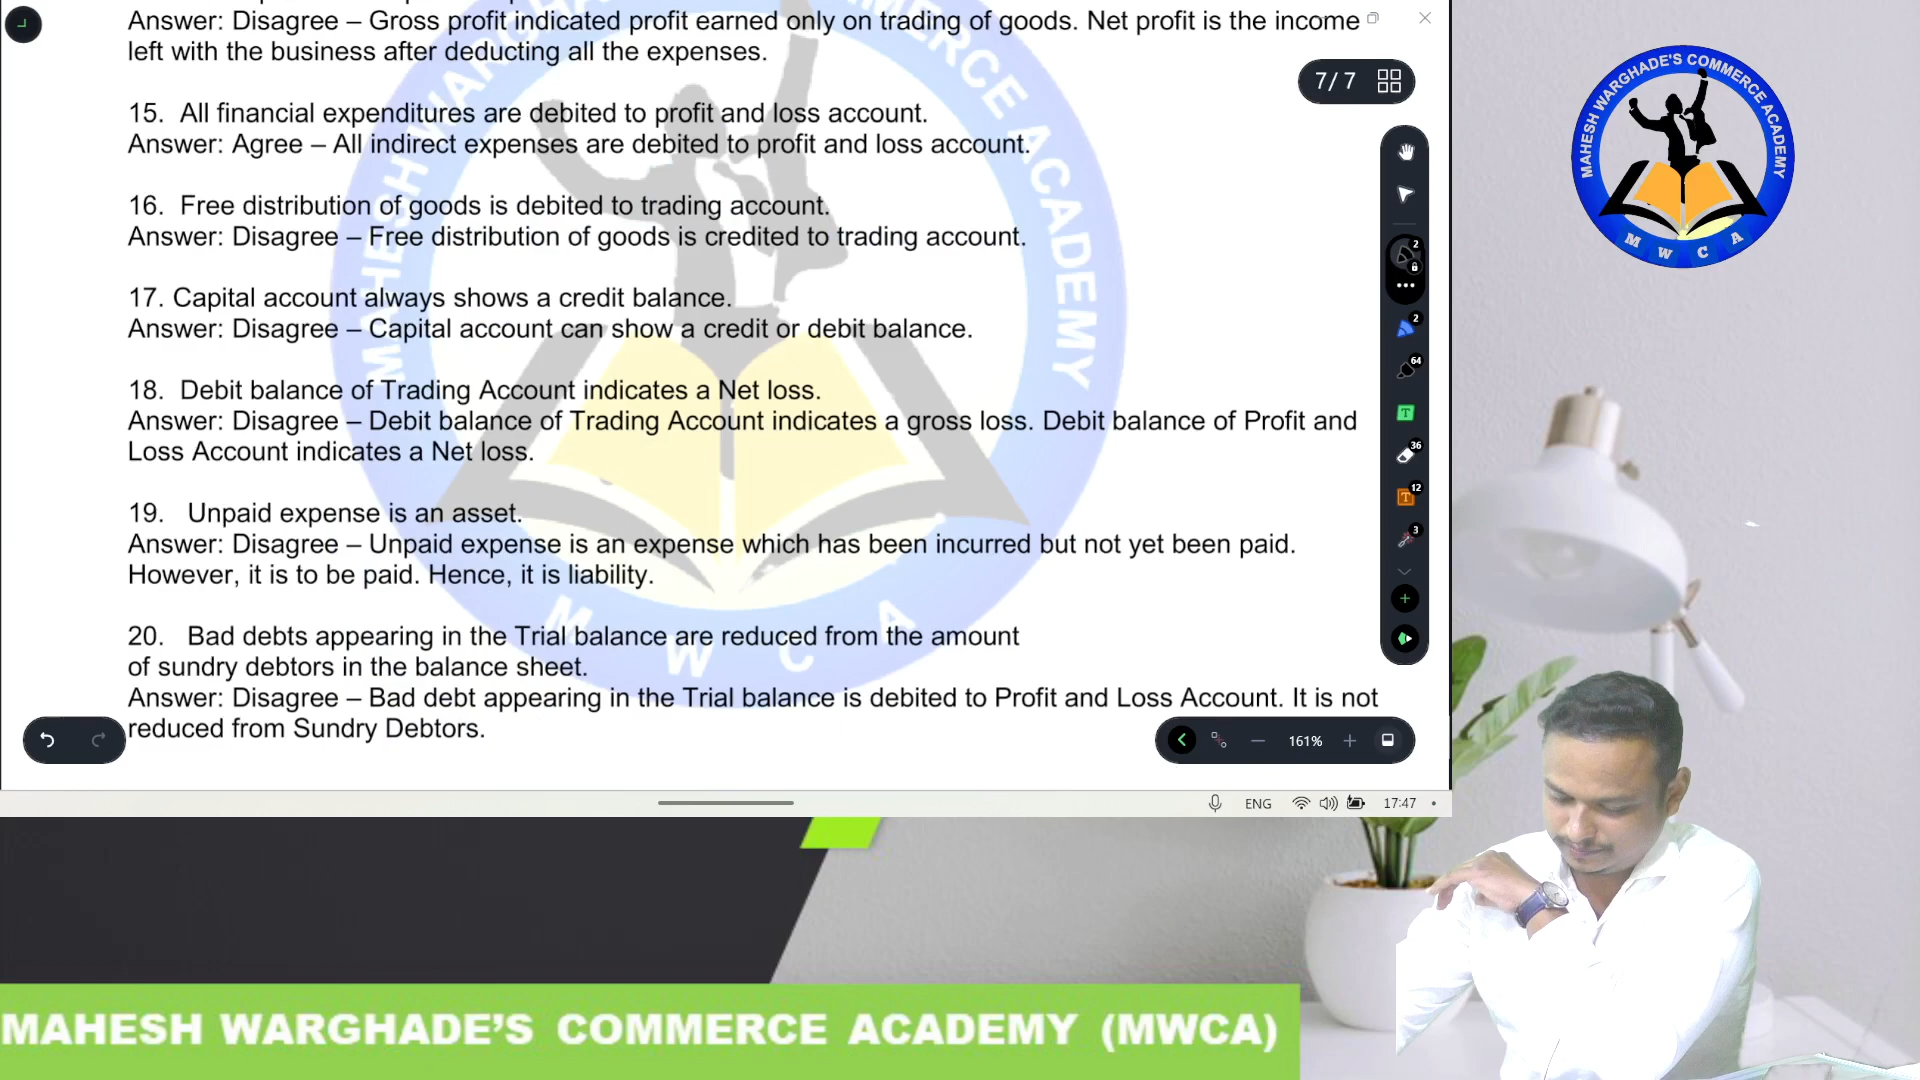 Answer: Disagree – Gross profit indicated profit earned only on trading of goods. Net profit is the income
left with the business after deducting all the expenses.
15. All financial expenditures are debited to profit and loss account.
Answer: Agree – All indirect expenses are debited to profit and loss account.
16. Free distribution of goods is debited to trading account.
Answer: Disagree – Free distribution of goods is credited to trading account.
17. Capital account always shows a credit balance.
Answer: Disagree – Capital account can show a credit or debit balance.
18. Debit balance of Trading Account indicates a Net loss.
Answer: Disagree – Debit balance of Trading Account indicates a gross loss. Debit balance of Profit and
Loss Account indicates a Net loss.
19. Unpaid expense is an asset.
Answer: Disagree – Unpaid expense is an expense which has been incurred but not yet been paid.
However, it is to be paid. Hence, it is liability.
20. Bad debts appearing in the Trial balance are reduced from the amount
of sundry debtors in the balance sheet.
Answer: Disagree – Bad debt appearing in the Trial balance is debited to Profit and Loss Account. It is not
reduced from Sundry Debtors.
MAHESH WARGHADE'S COMMERCE ACADEMY
M W C A
7/7
2
2
64
T
36
T
12
3
161%
ENG
17:47
MAHESH WARGHADE'S COMMERCE ACADEMY
M W C A
MAHESH WARGHADE'S COMMERCE ACADEMY (MWCA)